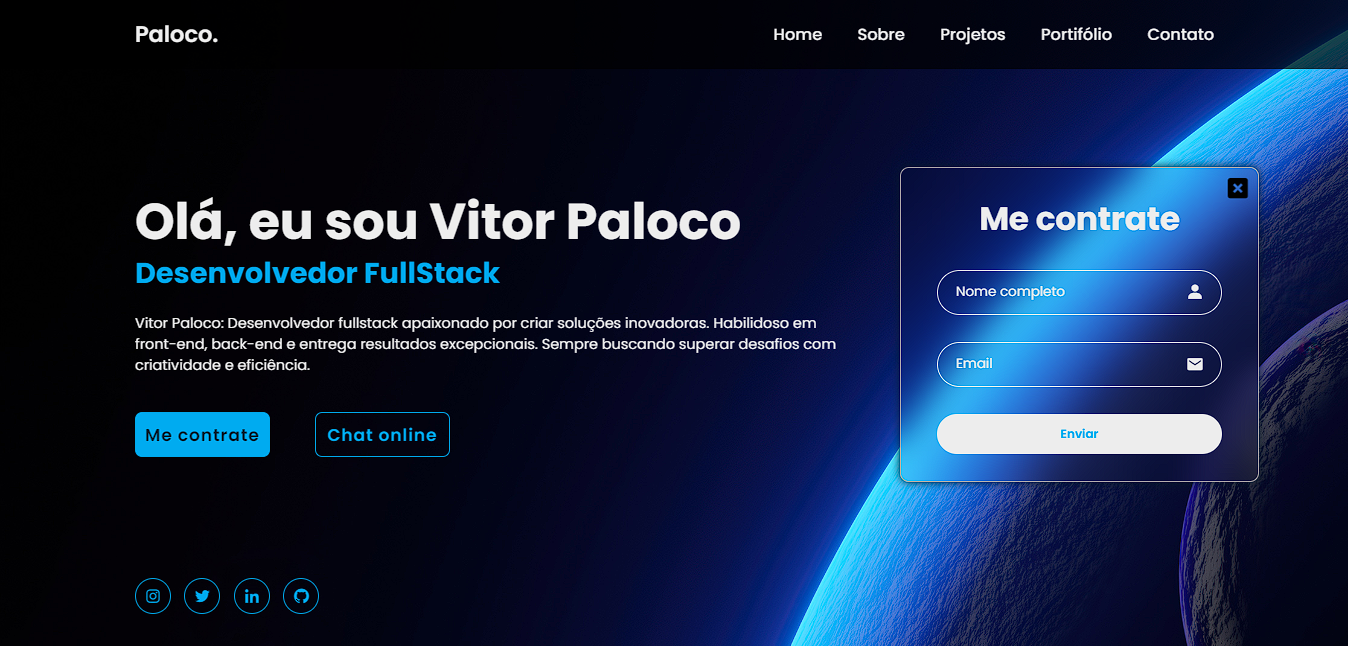 Paloco.
Home Sobre Projetos Portifólio Contato
Olá, eu sou Vitor Paloco
Desenvolvedor FullStack
Vitor Paloco: Desenvolvedor fullstack apaixonado por criar soluções inovadoras. Habilidoso em
front-end, back-end e entrega resultados excepcionais. Sempre buscando superar desafios com
criatividade e eficiência.
Me contrate
Chat online
Me contrate
Nome completo
Email
Enviar